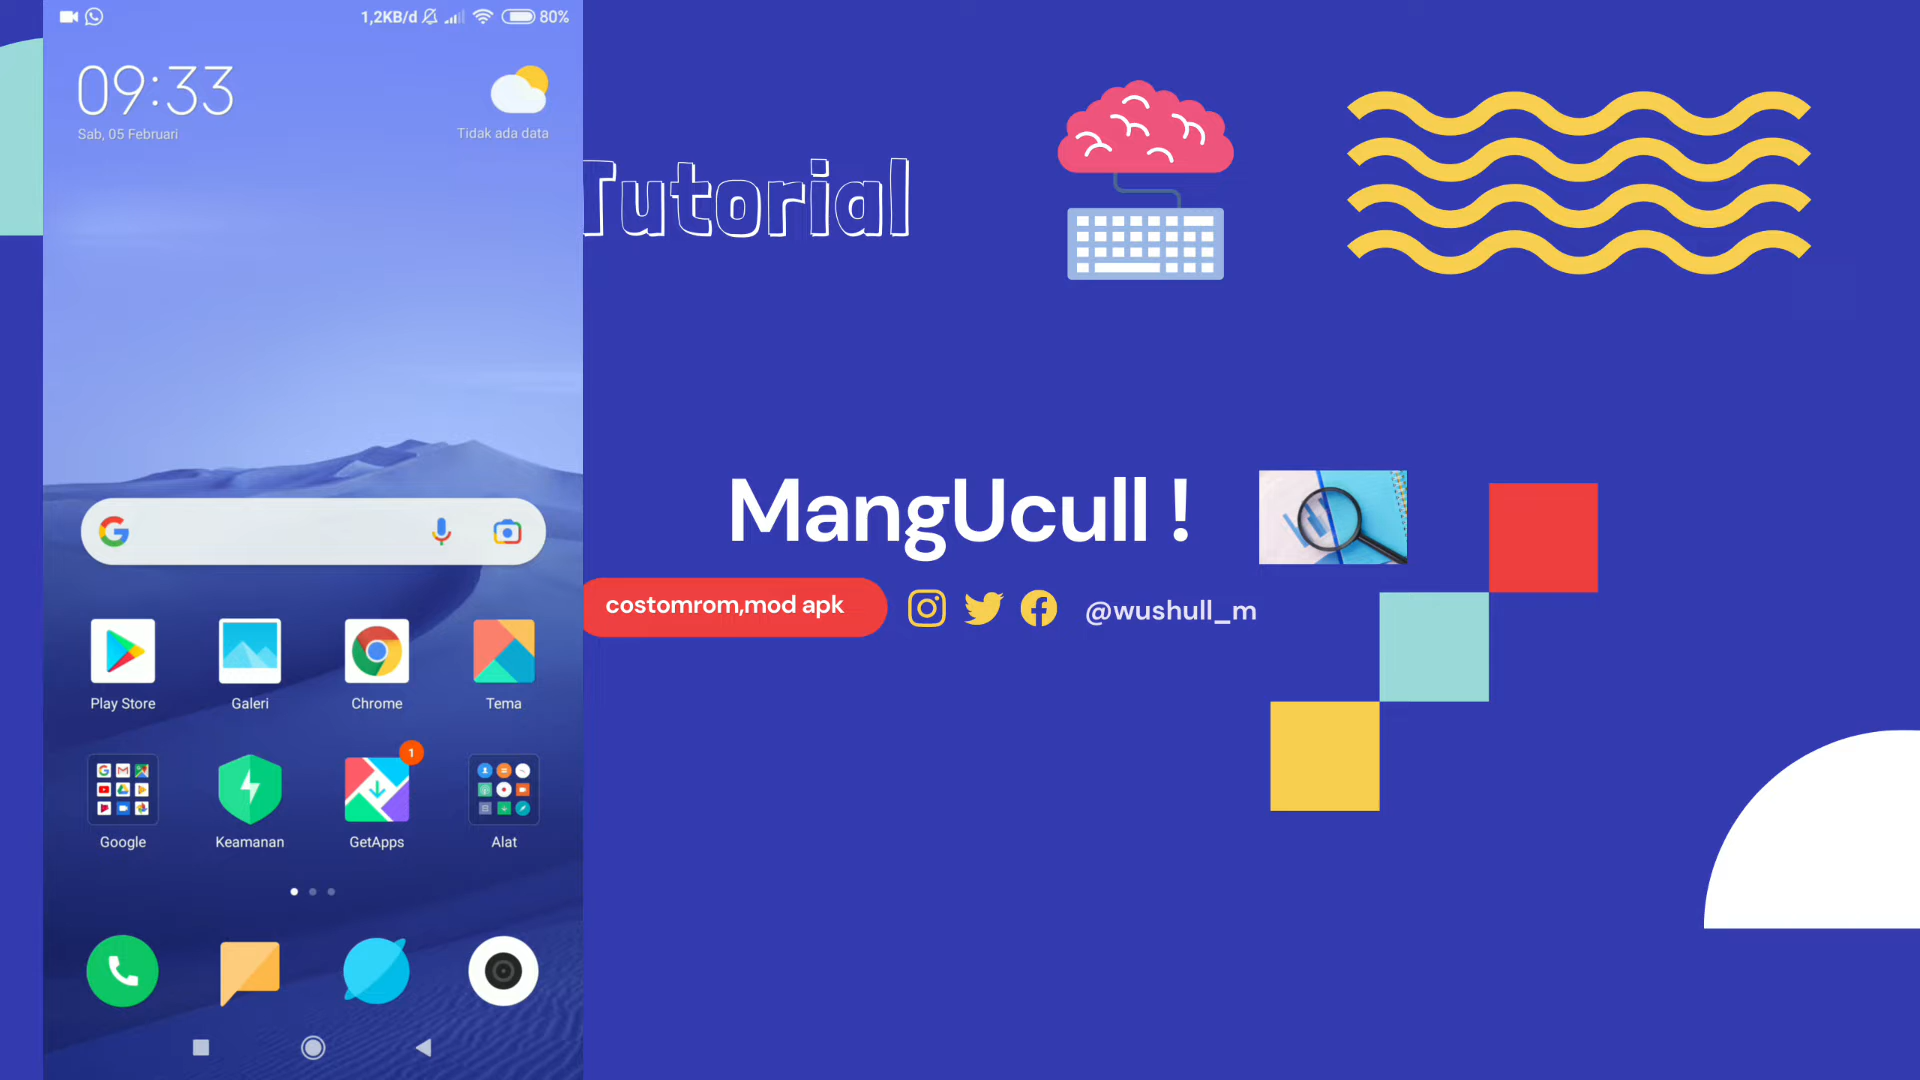 1,2KB/d
80%
09:33
Sab, 05 Februari
Tidak ada data
Tutorial
MangUcull !
costomrom,mod apk
@wushull_m
Play Store
Galeri
Chrome
Tema
1
Google
Keamanan
GetApps
Alat